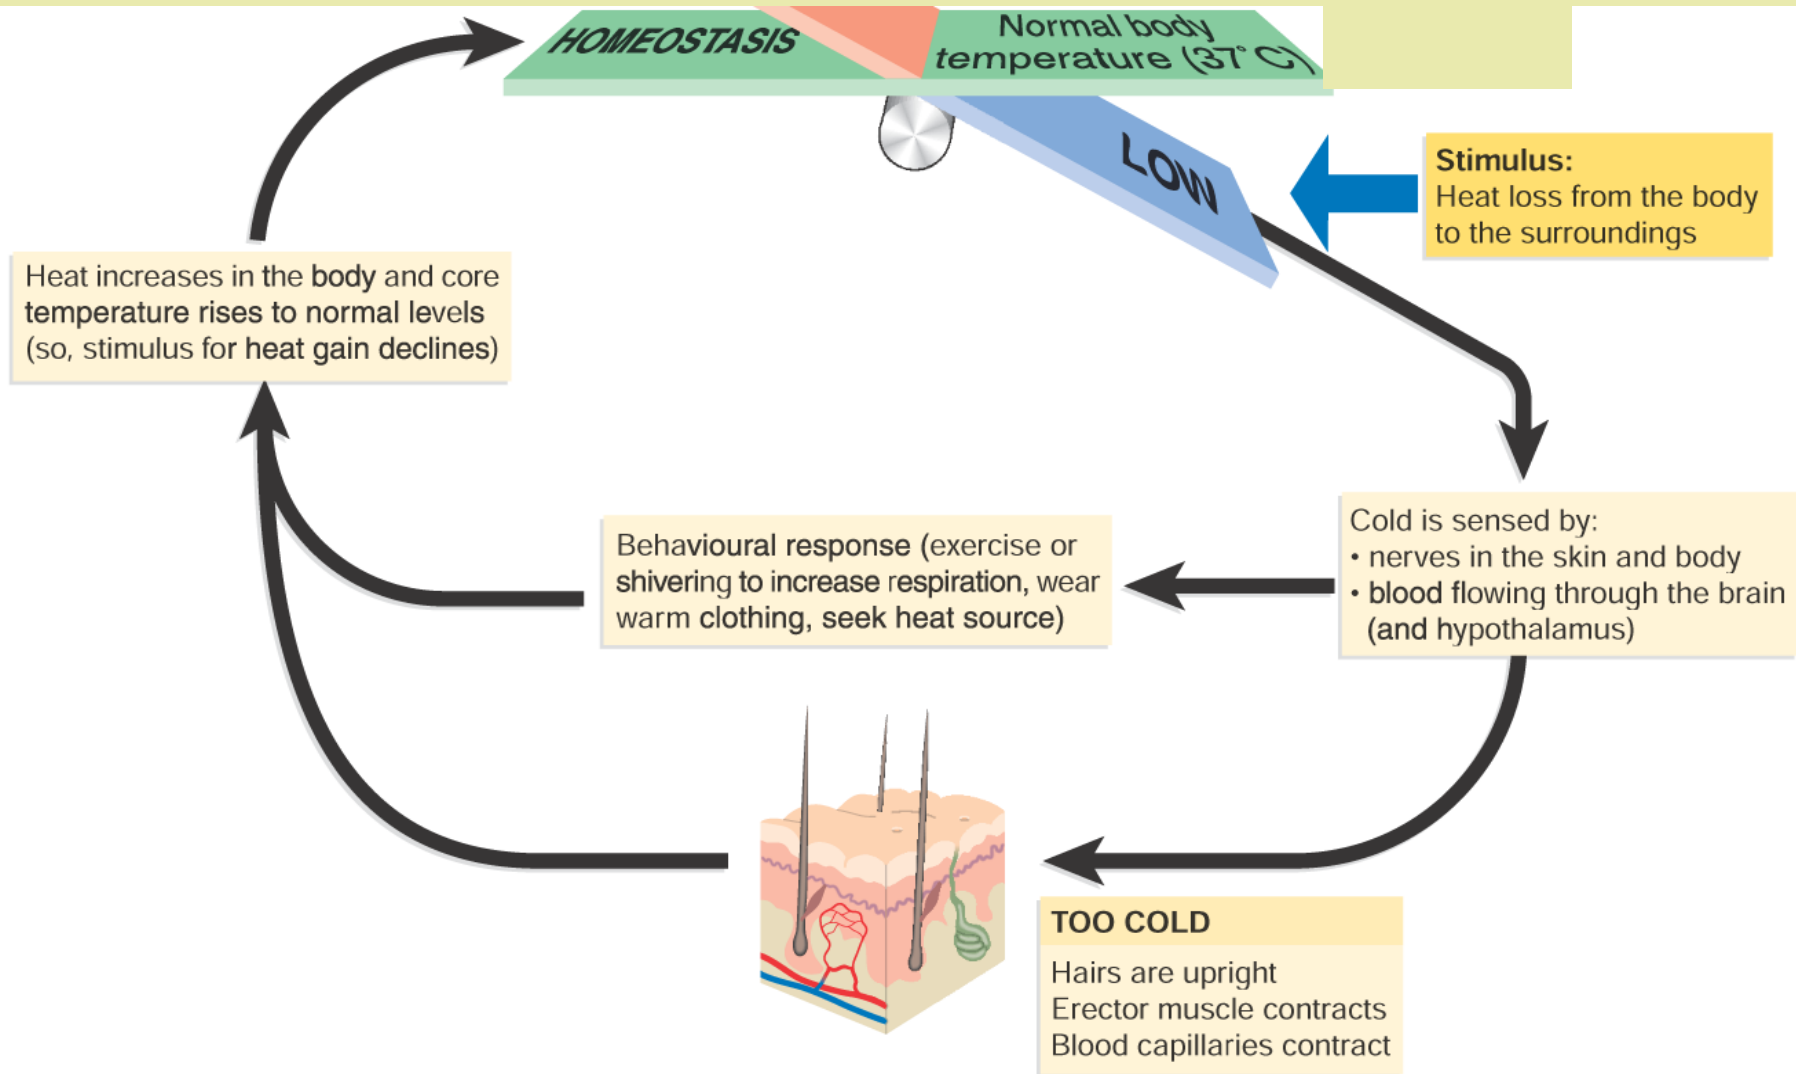 HOMEOSTASIS
Normal body
temperature (37°C)
LOW
Stimulus:
Heat loss from the body
to the surroundings
Heat increases in the body and core
temperature rises to normal levels
(so, stimulus for heat gain declines)
Cold is sensed by:
• nerves in the skin and body
• blood flowing through the brain
(and hypothalamus)
Behavioural response (exercise or
shivering to increase respiration, wear
warm clothing, seek heat source)
TOO COLD
Hairs are upright
Erector muscle contracts
Blood capillaries contract